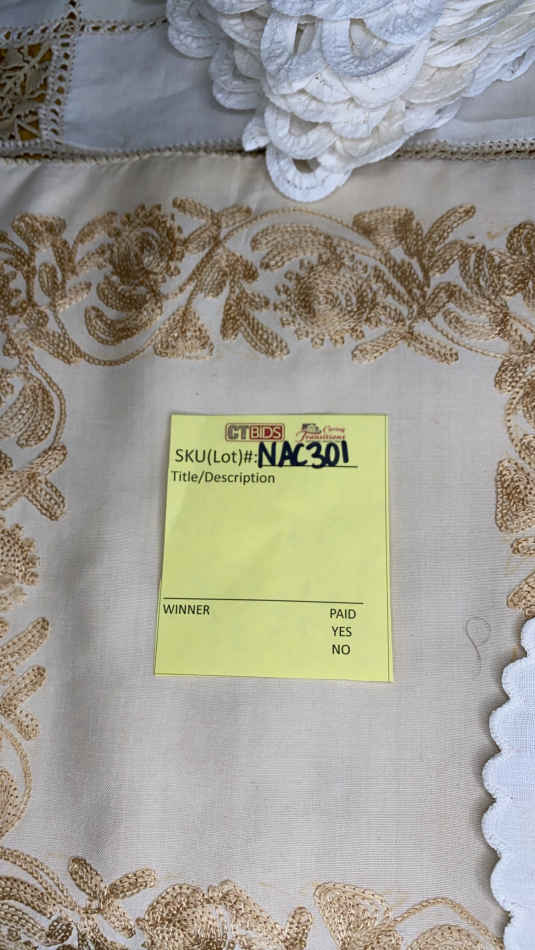 CTBIDS Caring Transitions
SKU(Lot)#: NAC301
Title/Description
WINNER PAID
YES
NO